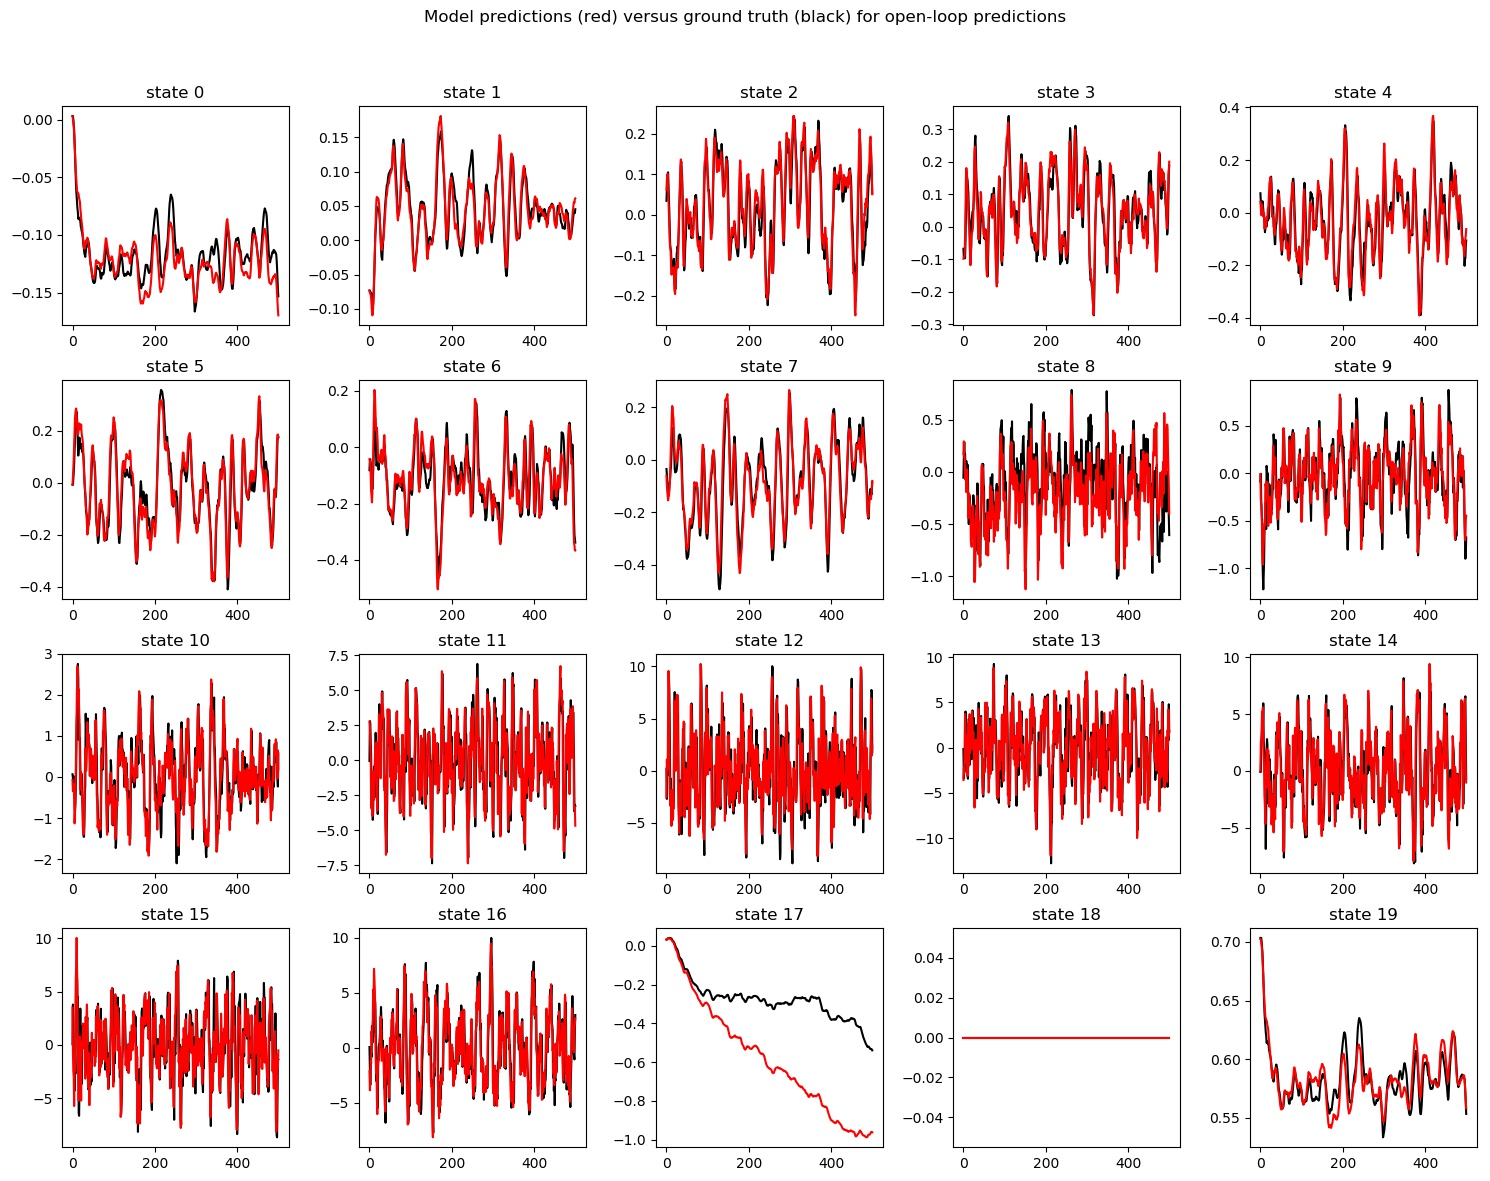 Model predictions (red) versus ground truth (black) for open-loop predictions
state 0 state 1 state 2 state 3 state 4
0.00 −0.05 −0.10 −0.15
0 200 400
0.15 0.10 0.05 0.00 −0.05 −0.10
0 200 400
0.2 0.1 0.0 −0.1 −0.2
0 200 400
0.3 0.2 0.1 0.0 −0.1 −0.2 −0.3
0 200 400
0.4 0.2 0.0 −0.2 −0.4
0 200 400
state 5 state 6 state 7 state 8 state 9
0.2 0.0 −0.2 −0.4
0 200 400
0.2 0.0 −0.2 −0.4
0 200 400
0.2 0.0 −0.2 −0.4
0 200 400
0.5 0.0 −0.5 −1.0
0 200 400
0.5 0.0 −0.5 −1.0
0 200 400
state 10 state 11 state 12 state 13 state 14
3 2 1 0 −1 −2
0 200 400
7.5 5.0 2.5 0.0 −2.5 −5.0 −7.5
0 200 400
10 5 0 −5
0 200 400
10 5 0 −5 −10
0 200 400
10 5 0 −5
0 200 400
state 15 state 16 state 17 state 18 state 19
10 5 0 −5
0 200 400
10 5 0 −5
0 200 400
0.0 −0.2 −0.4 −0.6 −0.8 −1.0
0 200 400
0.04 0.02 0.00 −0.02 −0.04
0 200 400
0.70 0.65 0.60 0.55
0 200 400